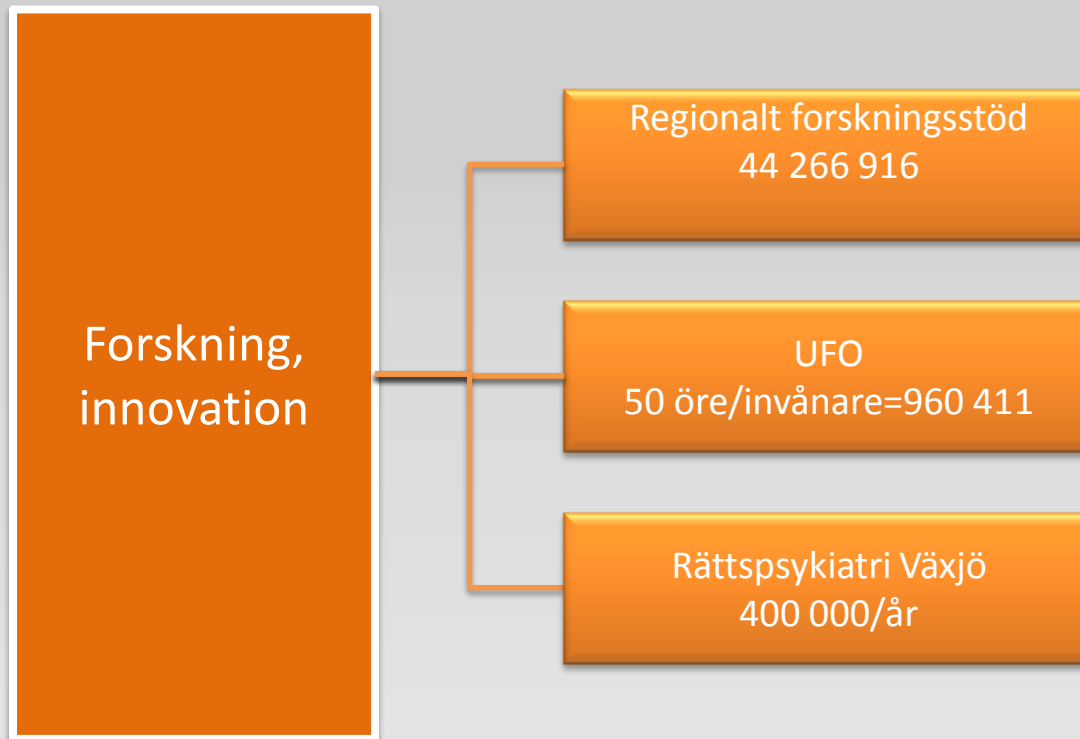 Forskning,
innovation
Regionalt forskningsstöd
44 266 916
UFO
50 öre/invånare=960 411
Rättspsykiatri Växjö
400 000/år